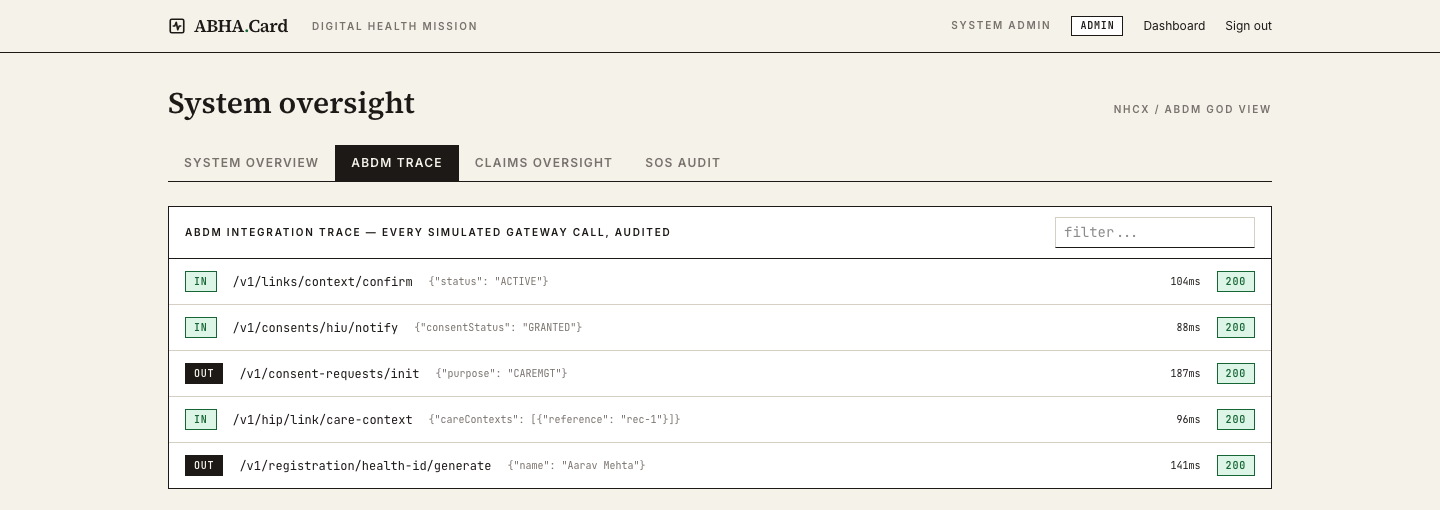 ABHA.Card DIGITAL HEALTH MISSION SYSTEM ADMIN ADMIN Dashboard Sign out
System oversight NHCX / ABDM GOD VIEW
SYSTEM OVERVIEW ABDM TRACE CLAIMS OVERSIGHT SOS AUDIT
ABDM INTEGRATION TRACE — EVERY SIMULATED GATEWAY CALL, AUDITED filter...
IN /v1/links/context/confirm {"status": "ACTIVE"} 104ms 200
IN /v1/consents/hiu/notify {"consentStatus": "GRANTED"} 88ms 200
OUT /v1/consent-requests/init {"purpose": "CAREMGT"} 187ms 200
IN /v1/hip/link/care-context {"careContexts": [{"reference": "rec-1"}]} 96ms 200
OUT /v1/registration/health-id/generate {"name": "Aarav Mehta"} 141ms 200